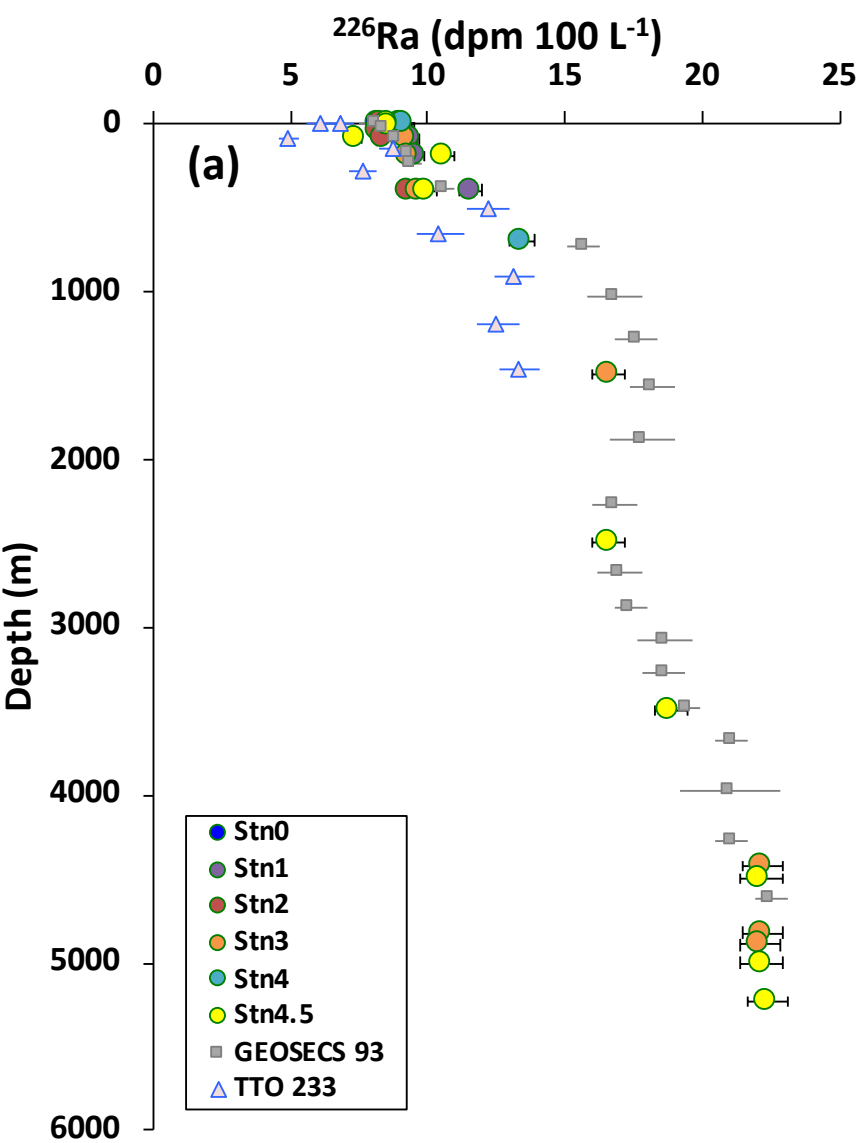 ²²⁶Ra (dpm 100 L⁻¹)
0 5 10 15 20 25
(a)
0
1000
2000
3000
4000
5000
6000
Depth (m)
Stn0
Stn1
Stn2
Stn3
Stn4
Stn4.5
GEOSECS 93
TTO 233